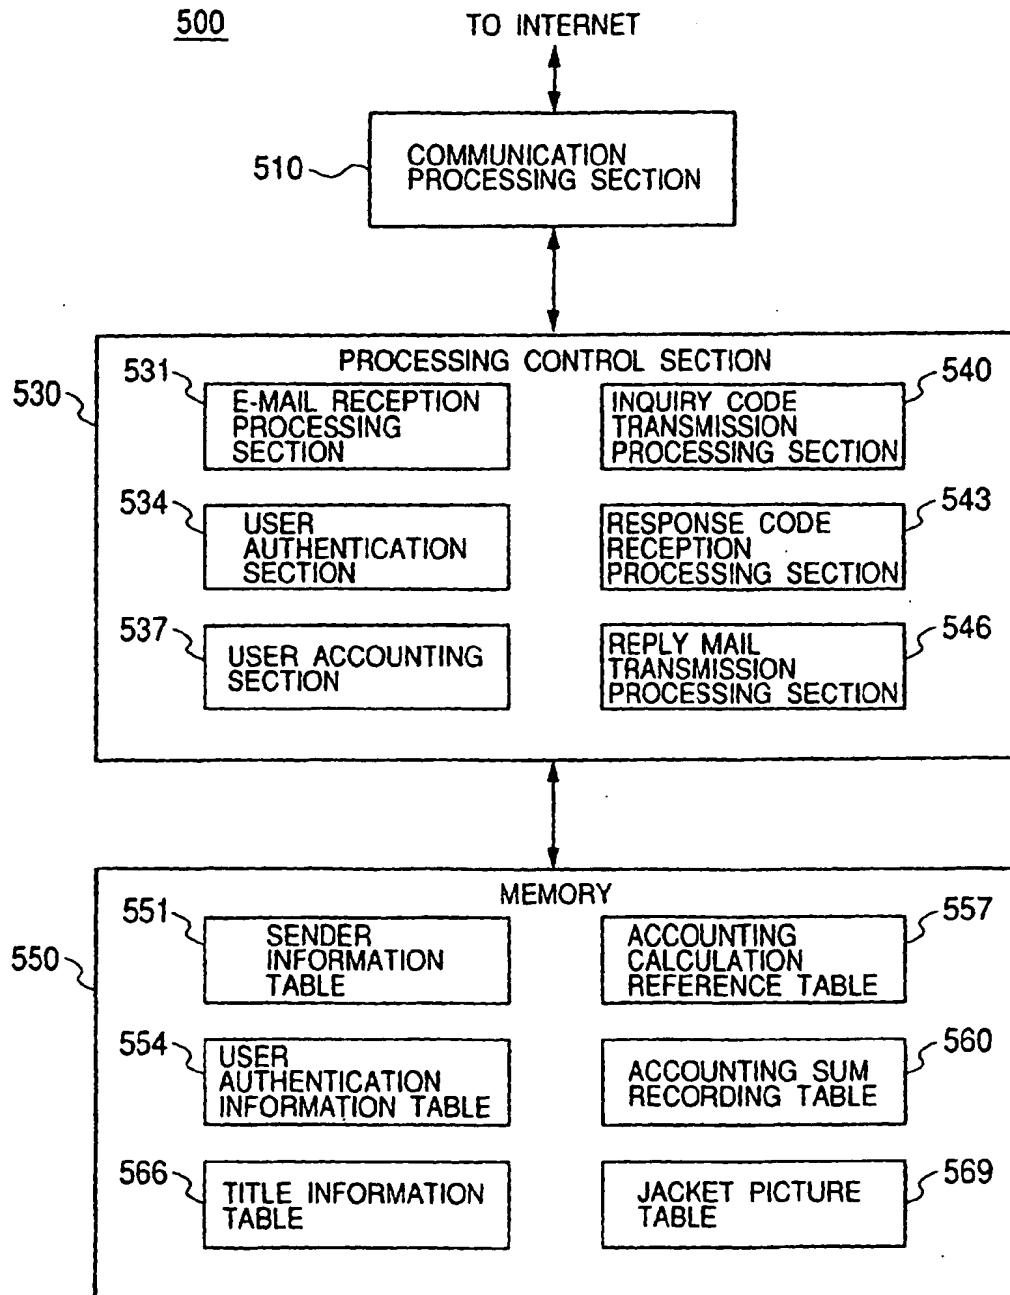 500
TO INTERNET
510
COMMUNICATION
PROCESSING SECTION
530
PROCESSING CONTROL SECTION
531
E-MAIL RECEPTION
PROCESSING
SECTION
540
INQUIRY CODE
TRANSMISSION
PROCESSING SECTION
534
USER
AUTHENTICATION
SECTION
543
RESPONSE CODE
RECEPTION
PROCESSING SECTION
537
USER ACCOUNTING
SECTION
546
REPLY MAIL
TRANSMISSION
PROCESSING SECTION
550
MEMORY
551
SENDER
INFORMATION
TABLE
557
ACCOUNTING
CALCULATION
REFERENCE TABLE
554
USER
AUTHENTICATION
INFORMATION TABLE
560
ACCOUNTING SUM
RECORDING TABLE
566
TITLE INFORMATION
TABLE
569
JACKET PICTURE
TABLE